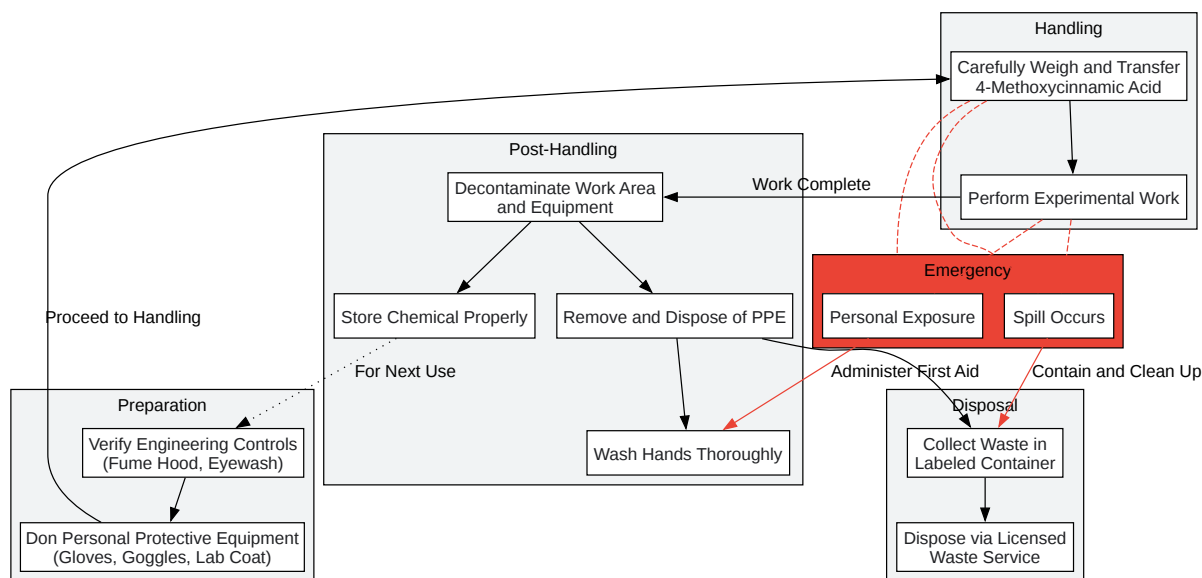 Handling
Carefully Weigh and Transfer
4-Methoxycinnamic Acid
Post-Handling
Decontaminate Work Area
and Equipment
Work Complete
Perform Experimental Work
Emergency
Proceed to Handling
Store Chemical Properly
Remove and Dispose of PPE
Personal Exposure
Spill Occurs
For Next Use
Administer First Aid
Contain and Clean Up
Preparation
Disposal
Verify Engineering Controls
(Fume Hood, Eyewash)
Wash Hands Thoroughly
Collect Waste in
Labeled Container
Don Personal Protective Equipment
(Gloves, Goggles, Lab Coat)
Dispose via Licensed
Waste Service